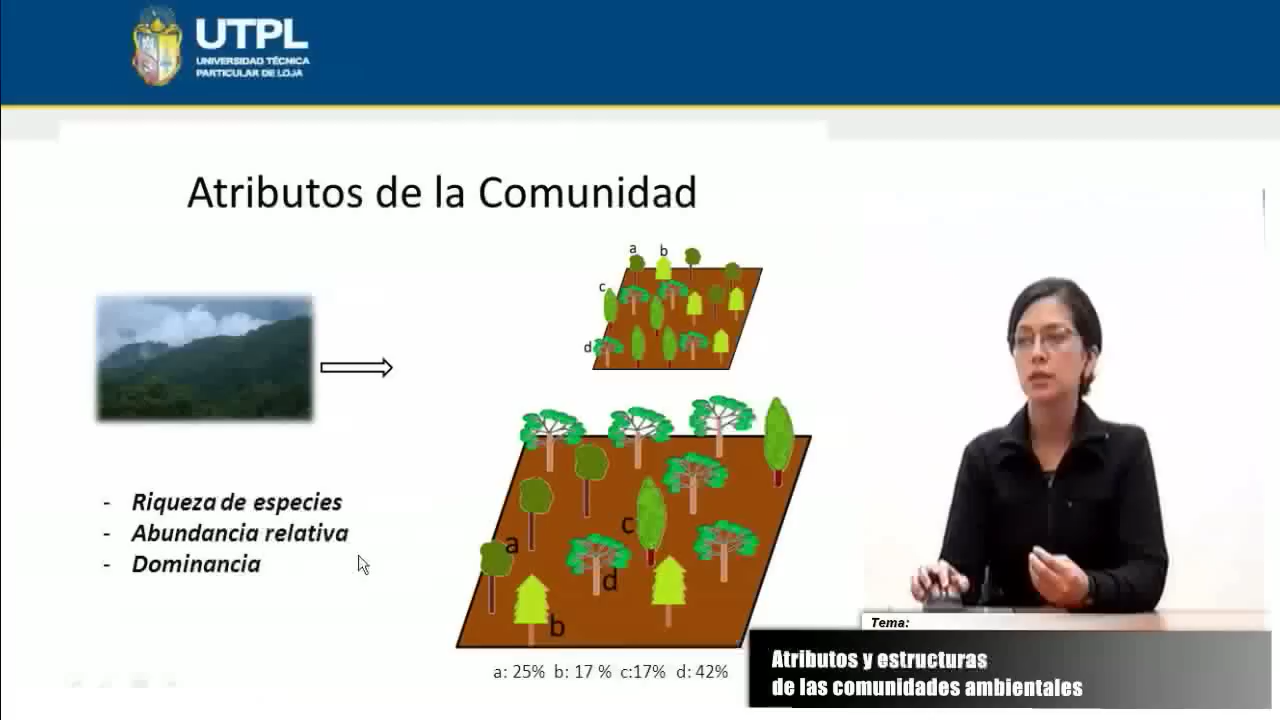 UTPL
UNIVERSIDAD TÉCNICA
PARTICULAR DE LOJA
Atributos de la Comunidad
a
b
c
d
- Riqueza de especies
- Abundancia relativa
- Dominancia
c
a
d
b
a: 25% b: 17 % c:17% d: 42%
Tema:
Atributos y estructuras
de las comunidades ambientales